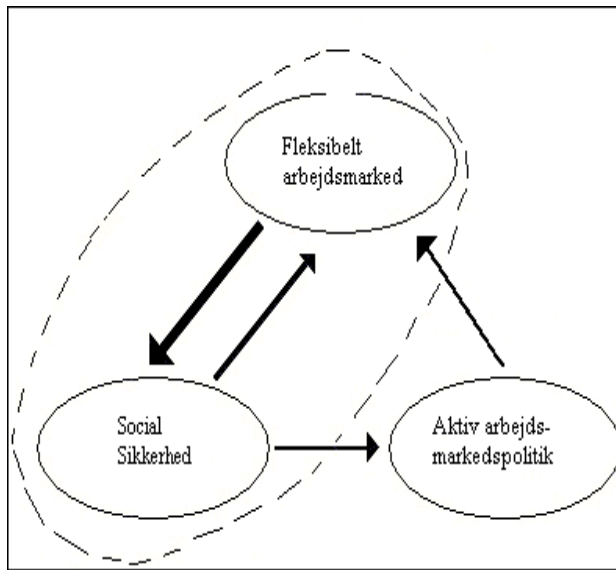 Fleksibelt
arbejdsmarked
Social
Sikkerhed
Aktiv arbejds-
markedspolitik